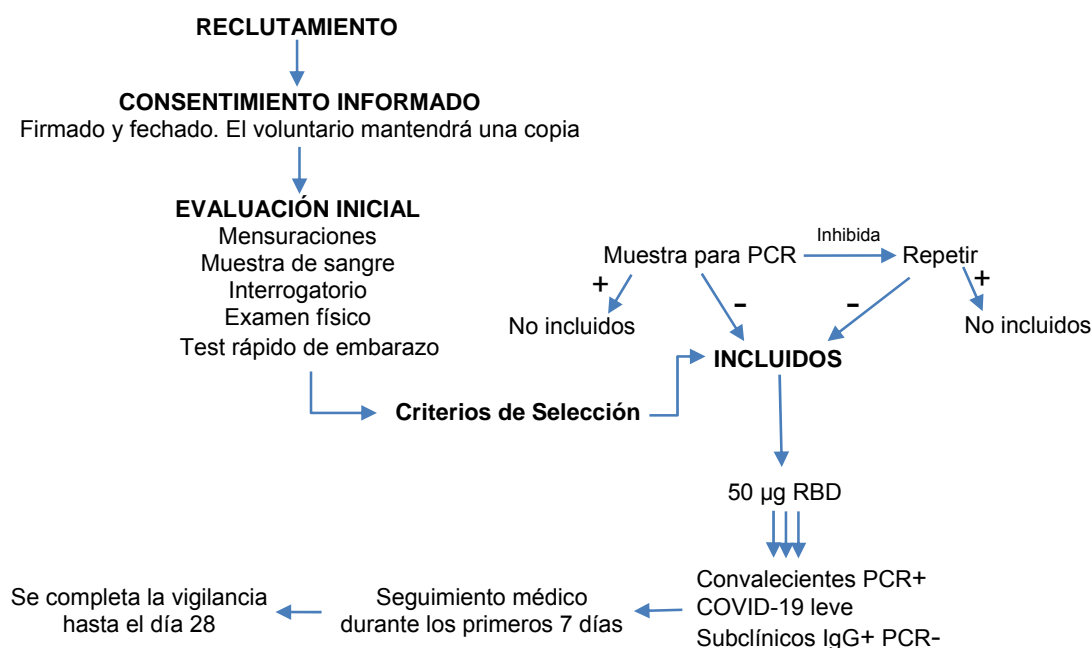 RECLUTAMIENTO
CONSENTIMIENTO INFORMADO
Firmado y fechado. El voluntario mantendrá una copia
EVALUACIÓN INICIAL
Mensuraciones
Muestra de sangre
Interrogatorio
Examen físico
Test rápido de embarazo
Criterios de Selección
Muestra para PCR
Inhibida
Repetir
+
-
-
+
No incluidos
No incluidos
INCLUIDOS
50 µg RBD
Convalecientes PCR+
COVID-19 leve
Subclínicos IgG+ PCR-
Seguimiento médico
durante los primeros 7 días
Se completa la vigilancia
hasta el día 28